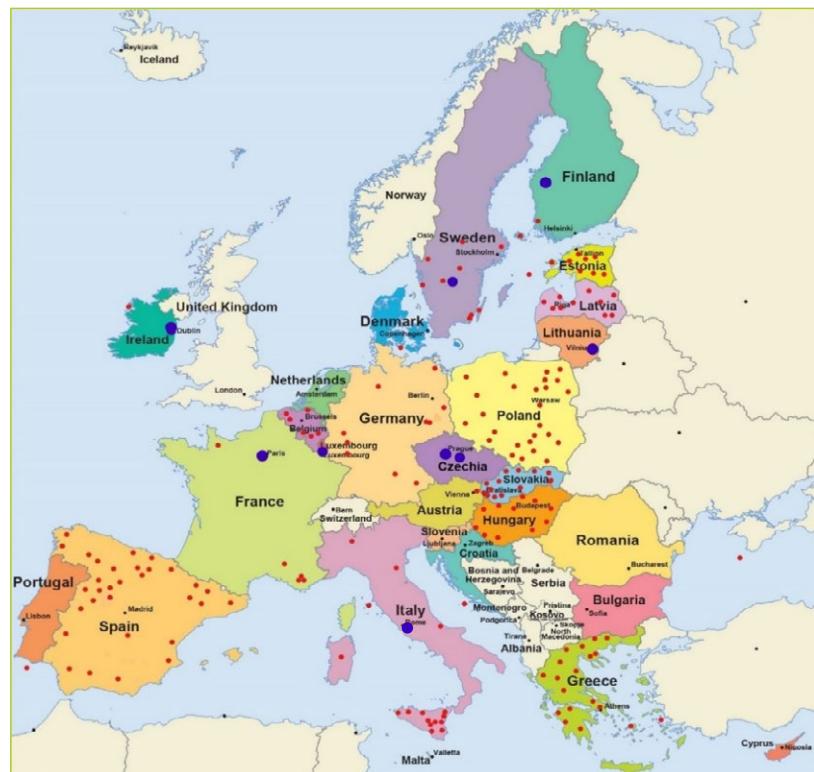 Reykjavik
Iceland
Finland
Norway
Helsinki
Oslo
Sweden
Stockholm
Tallinn
Estonia
Riga
Latvia
United Kingdom
Dublin
Ireland
Denmark
Copenhagen
Lithuania
Vilnius
London
Netherlands
Amsterdam
Berlin
Germany
Warsaw
Poland
Brussels
Belgium
Luxembourg
Luxembourg
Paris
Prague
Czechia
France
Slovakia
Bratislava
Vienna
Austria
Budapest
Hungary
Bern
Switzerland
Slovenia
Ljubljana
Zagreb
Croatia
Romania
Bucharest
Belgrade
Bosnia and
Herzegovina
Sarajevo
Serbia
Portugal
Lisbon
Madrid
Spain
Italy
Rome
Montenegro
Podgorica
Pristina
Kosovo
Bulgaria
Sofia
Skopje
North
Macedonia
Tirane
Albania
Greece
Athens
Malta
Valletta
Cyprus
Nicosia